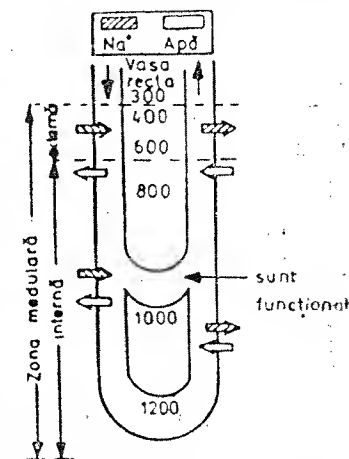 Na⁺ Apă
Vasa
recta
300
400
600
800
sunt
funcțional
1000
1200
Zona medulară
externă
internă